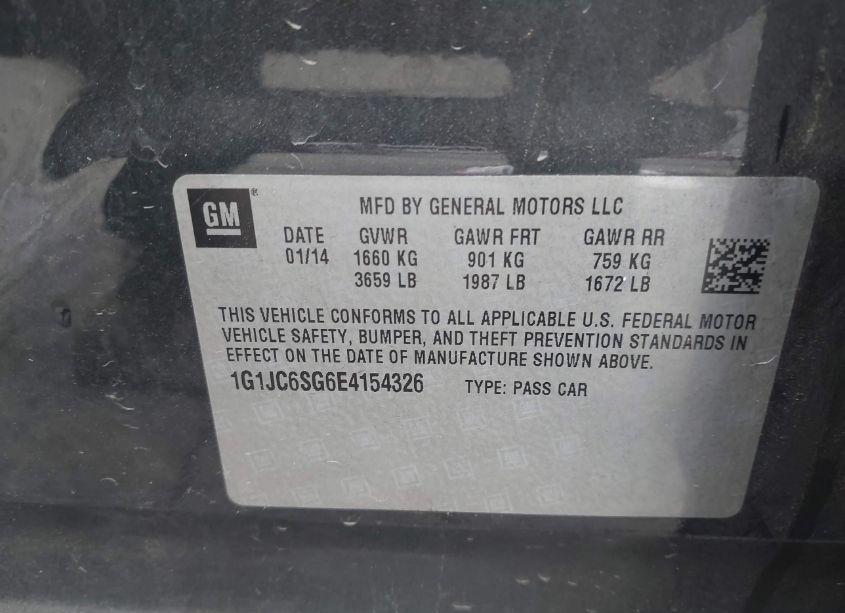 GM®
MFD BY GENERAL MOTORS LLC
DATE GVWR GAWR FRT GAWR RR
01/14 1660 KG 901 KG 759 KG
3659 LB 1987 LB 1672 LB
THIS VEHICLE CONFORMS TO ALL APPLICABLE U.S. FEDERAL MOTOR
VEHICLE SAFETY, BUMPER, AND THEFT PREVENTION STANDARDS IN
EFFECT ON THE DATE OF MANUFACTURE SHOWN ABOVE.
1G1JC6SG6E4154326 TYPE: PASS CAR